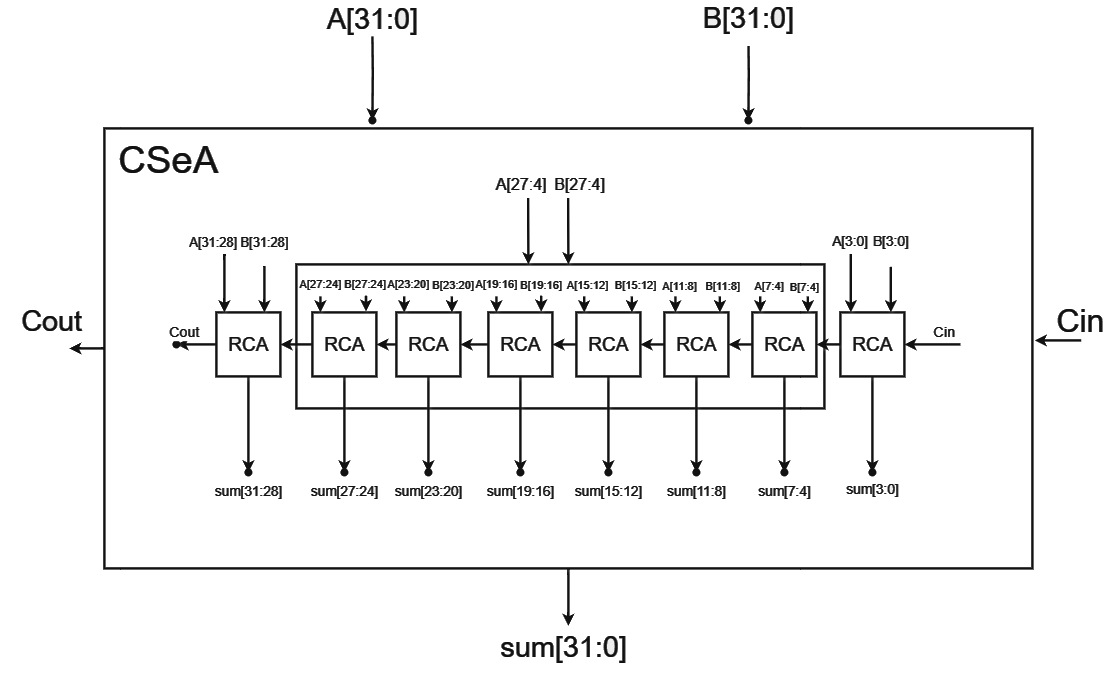 A[31:0] B[31:0]
CSeA
A[27:4] B[27:4]
A[31:28] B[31:28] A[3:0] B[3:0]
A[27:24] B[27:24] A[23:20] B[23:20] A[19:16] B[19:16] A[15:12] B[15:12] A[11:8] B[11:8] A[7:4] B[7:4]
Cout Cin
Cout RCA RCA RCA RCA RCA RCA RCA RCA Cin
sum[31:28] sum[27:24] sum[23:20] sum[19:16] sum[15:12] sum[11:8] sum[7:4] sum[3:0]
sum[31:0]